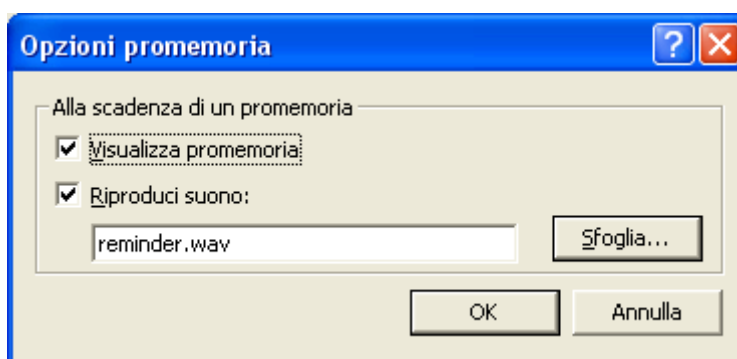 Opzioni promemoria
Alla scadenza di un promemoria
Visualizza promemoria
Riproduci suono:
reminder.wav
Sfoglia...
OK
Annulla